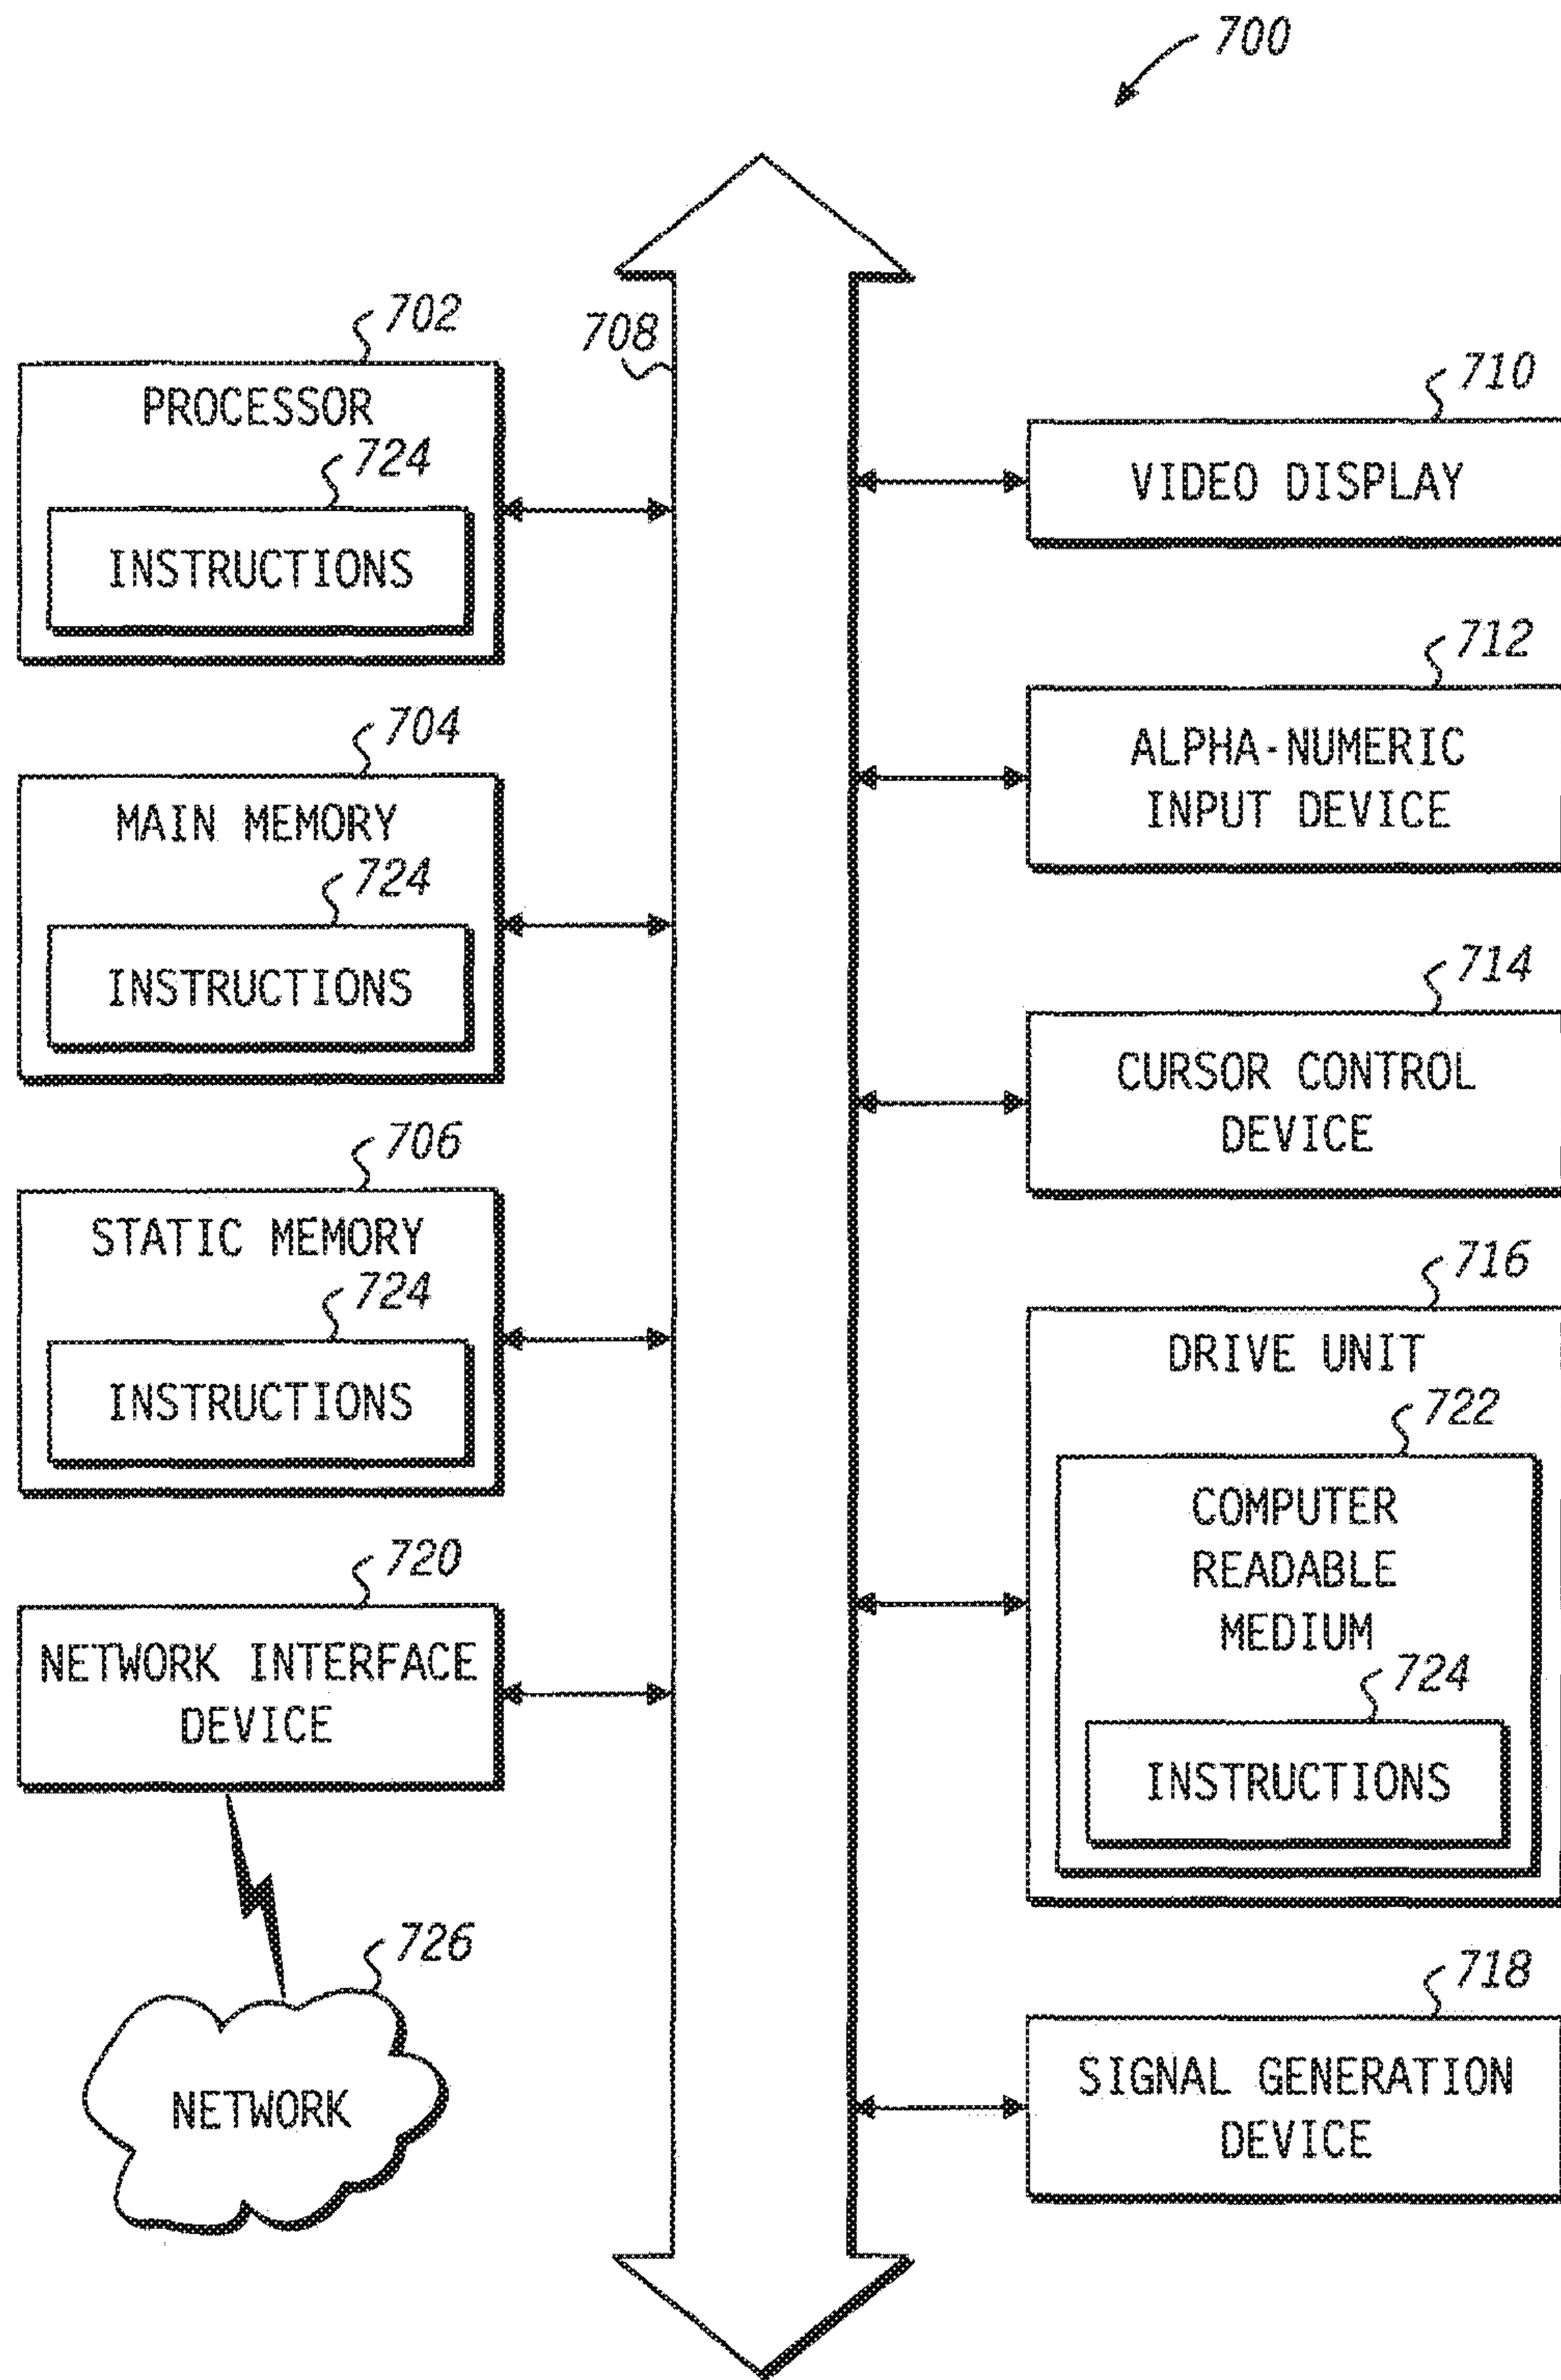 700
708
702
PROCESSOR
724
INSTRUCTIONS
704
MAIN MEMORY
724
INSTRUCTIONS
706
STATIC MEMORY
724
INSTRUCTIONS
720
NETWORK INTERFACE
DEVICE
726
NETWORK
710
VIDEO DISPLAY
712
ALPHA-NUMERIC
INPUT DEVICE
714
CURSOR CONTROL
DEVICE
716
DRIVE UNIT
722
COMPUTER
READABLE
MEDIUM
724
INSTRUCTIONS
718
SIGNAL GENERATION
DEVICE